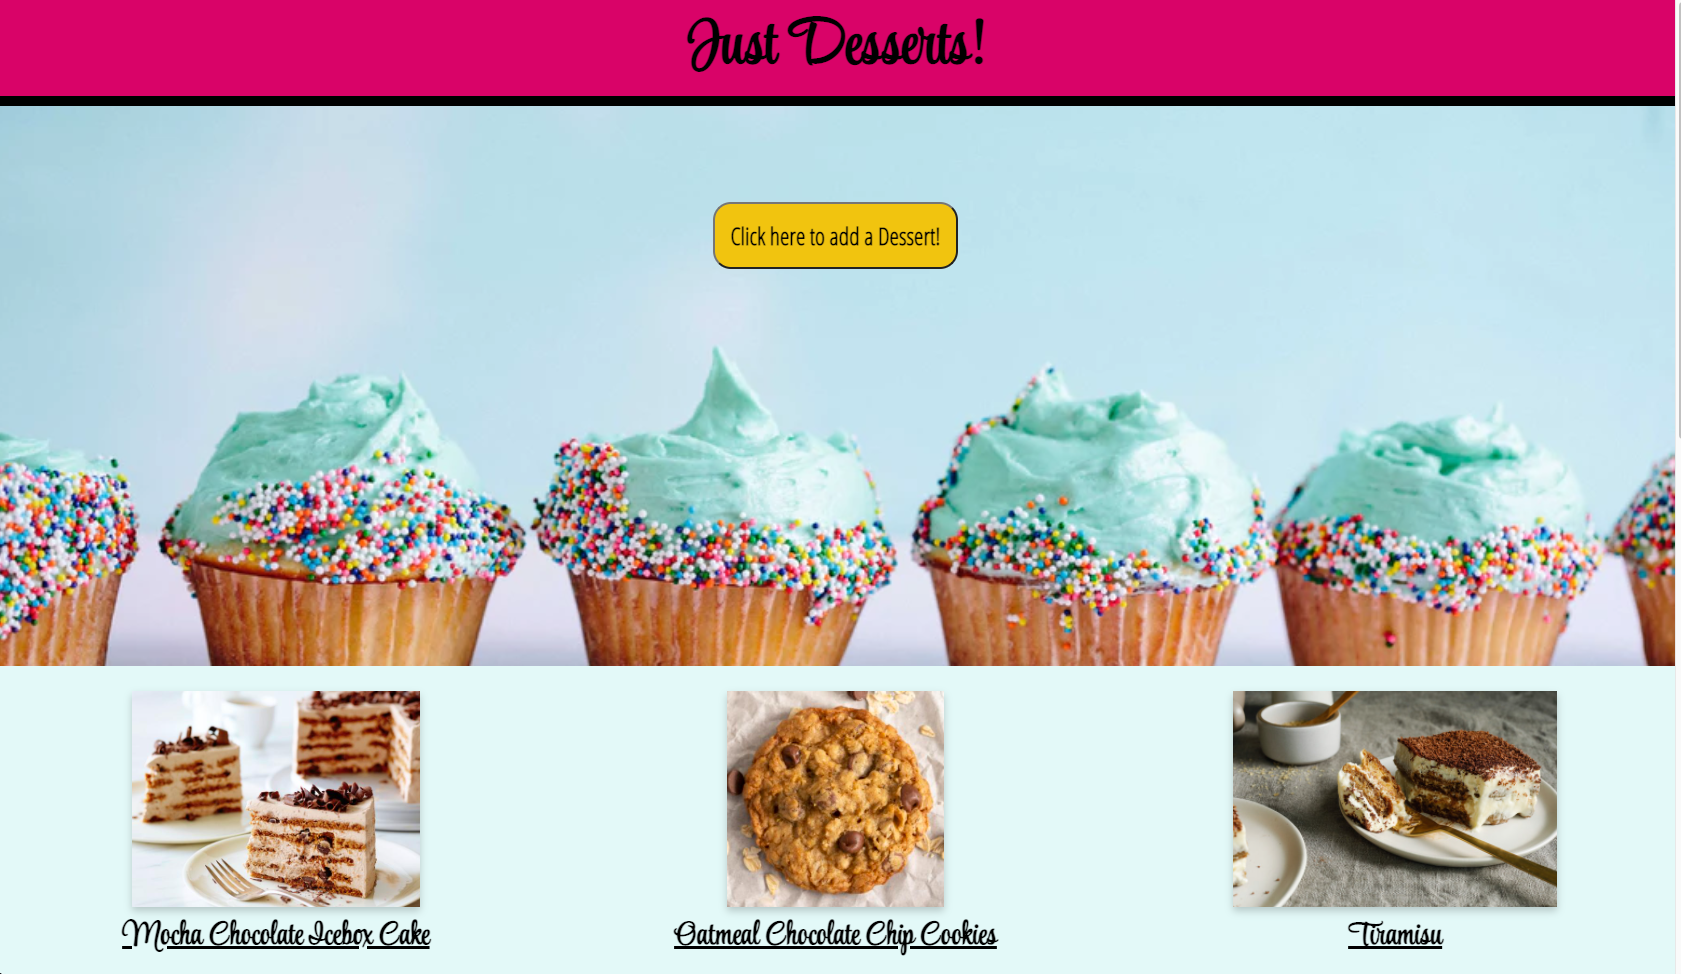 Just Desserts!
Click here to add a Dessert!
Mocha Chocolate Icebox Cake
Oatmeal Chocolate Chip Cookies
Tiramisu